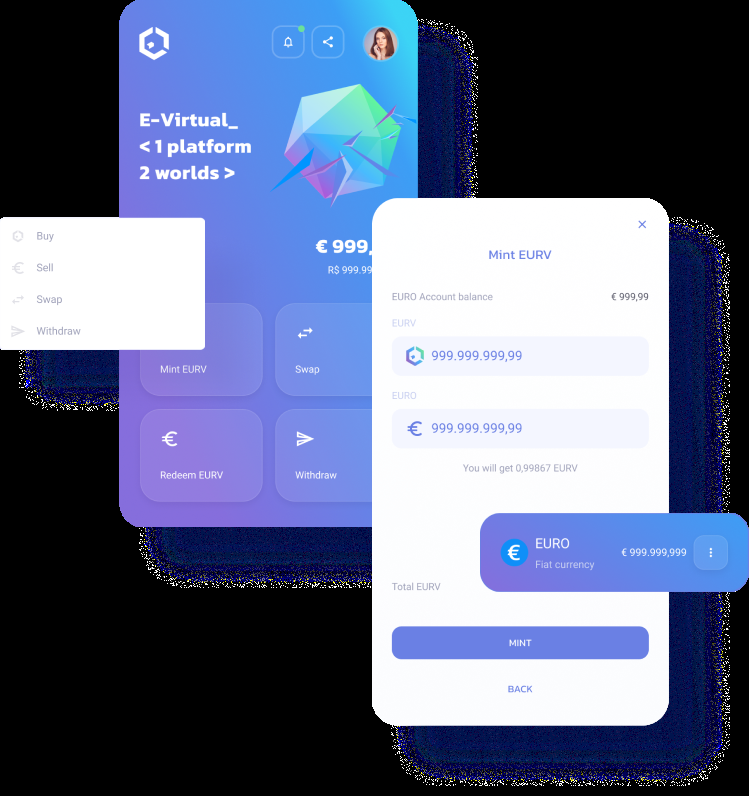 E-Virtual_
< 1 platform
2 worlds >
€ 999,
R$ 999.99
Buy
Sell
Swap
Withdraw
Mint EURV
Swap
Redeem EURV
Withdraw
Mint EURV
EURO Account balance
€ 999,99
EURV
999.999.999,99
EURO
€ 999.999.999,99
You will get 0,99867 EURV
€ EURO
Fiat currency
€ 999.999,999
Total EURV
MINT
BACK